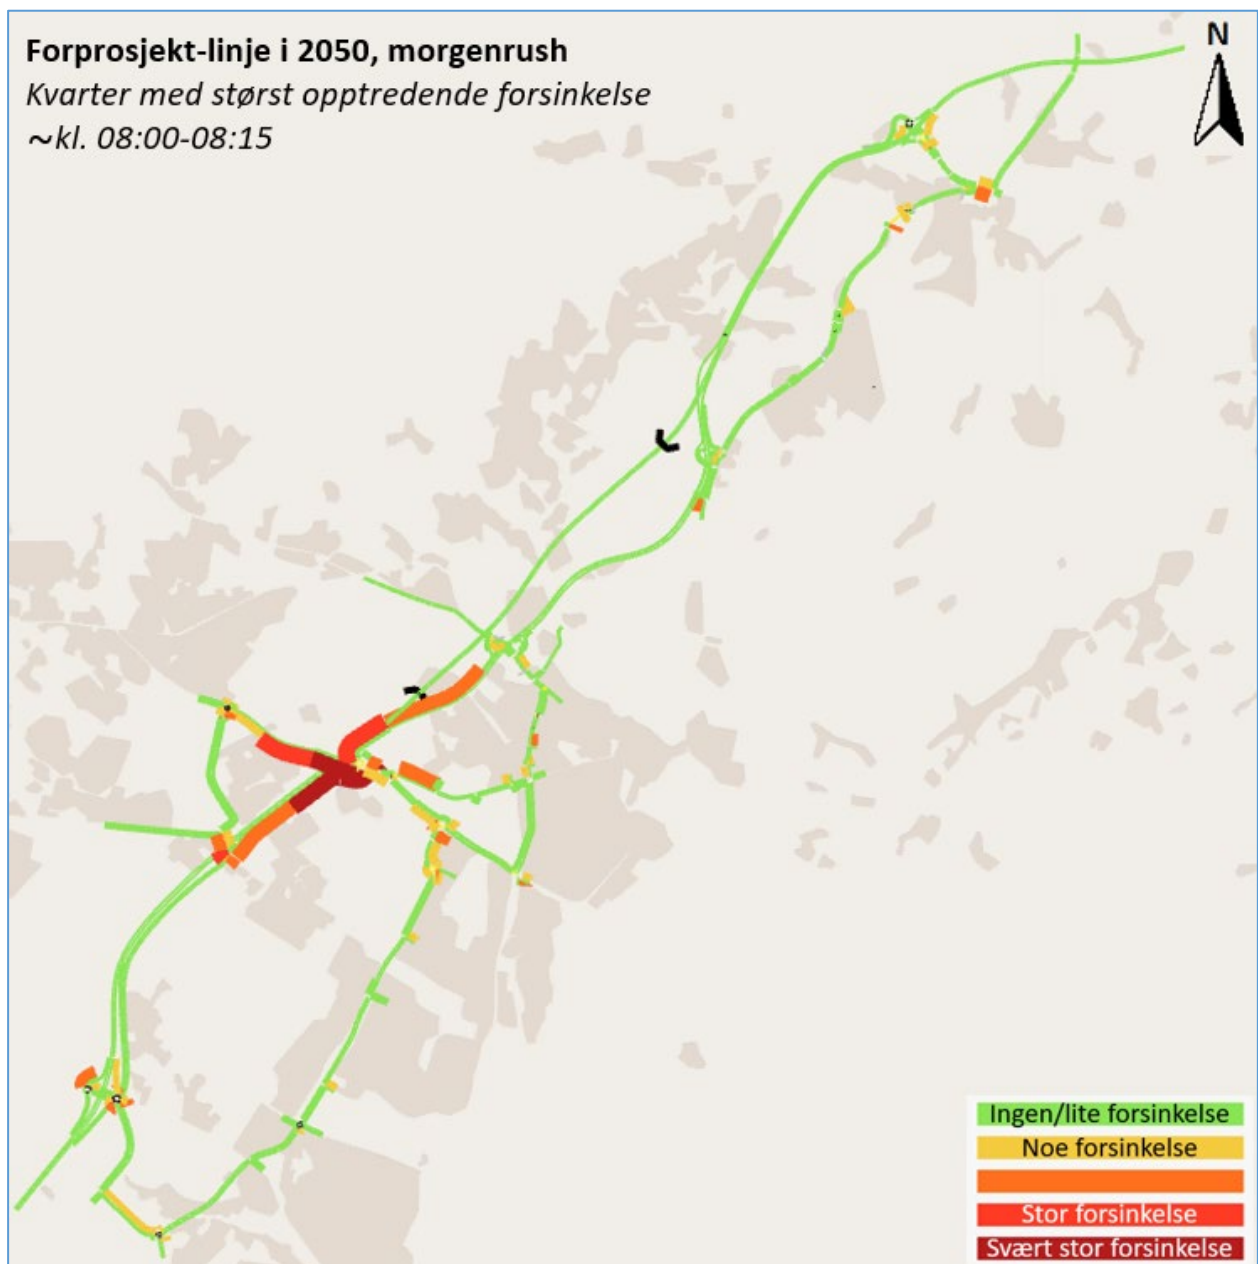 Forprosjekt-linje i 2050, morgenrush
Kvarter med størst opptredende forsinkelse
~kl. 08:00-08:15
N
Ingen/lite forsinkelse
Noe forsinkelse
Stor forsinkelse
Svært stor forsinkelse